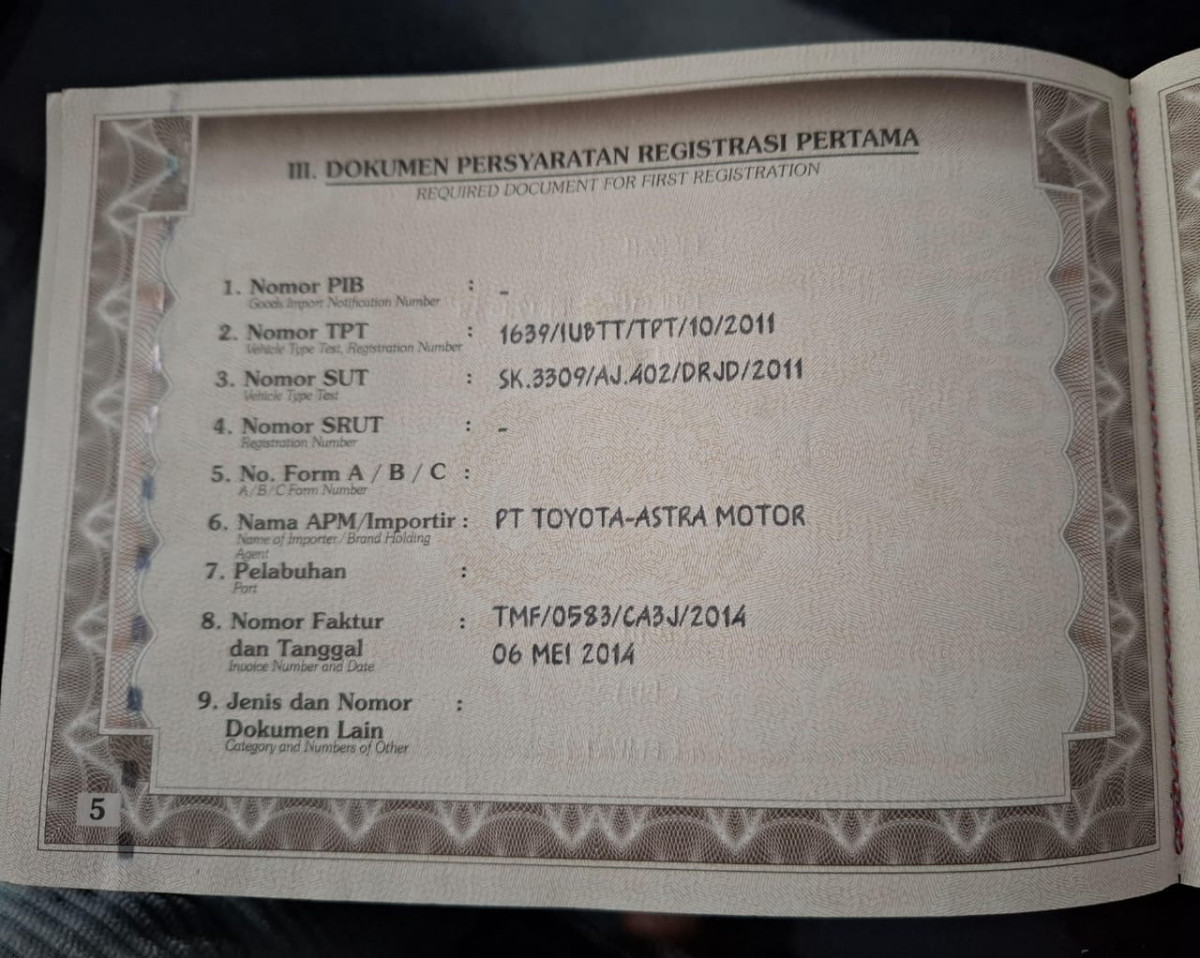 III. DOKUMEN PERSYARATAN REGISTRASI PERTAMA
REQUIRED DOCUMENT FOR FIRST REGISTRATION
1. Nomor PIB : -
Goods Import Notification Number
2. Nomor TPT : 1639/IUBTT/TPT/10/2011
Vehicle Type Test, Registration Number
3. Nomor SUT : SK.3309/AJ.402/DRJD/2011
Vehicle Type Test
4. Nomor SRUT : -
Registration Number
5. No. Form A / B / C :
A/B/C Form Number
6. Nama APM/Importir : PT TOYOTA-ASTRA MOTOR
Name of Importer/Brand Holding
Agent
7. Pelabuhan :
Port
8. Nomor Faktur : TMF/0583/CA3J/2014
dan Tanggal 06 MEI 2014
Invoice Number and Date
9. Jenis dan Nomor :
Dokumen Lain
Category and Numbers of Other
5